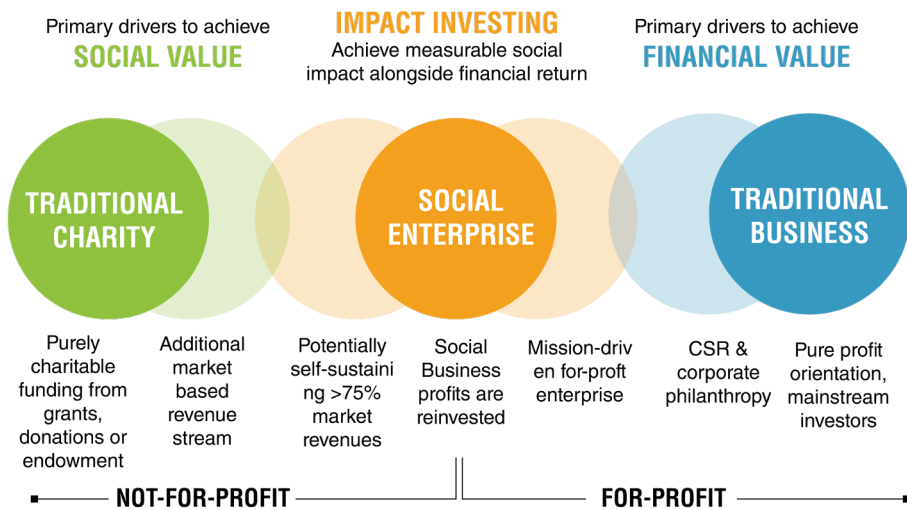 Primary drivers to achieve
SOCIAL VALUE
IMPACT INVESTING
Achieve measurable social
impact alongside financial return
Primary drivers to achieve
FINANCIAL VALUE
TRADITIONAL
CHARITY
SOCIAL
ENTERPRISE
TRADITIONAL
BUSINESS
Purely
charitable
funding from
grants,
donations or
endowment
Additional
market
based
revenue
stream
Potentially
self-sustaini
ng >75%
market
revenues
Social
Business
profits are
reinvested
Mission-driv
en for-proft
enterprise
CSR &
corporate
philanthropy
Pure profit
orientation,
mainstream
investors
NOT-FOR-PROFIT
FOR-PROFIT